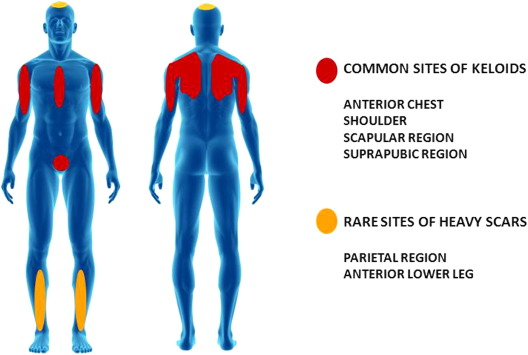 COMMON SITES OF KELOIDS
ANTERIOR CHEST
SHOULDER
SCAPULAR REGION
SUPRAPUBIC REGION
RARE SITES OF HEAVY SCARS
PARIETAL REGION
ANTERIOR LOWER LEG